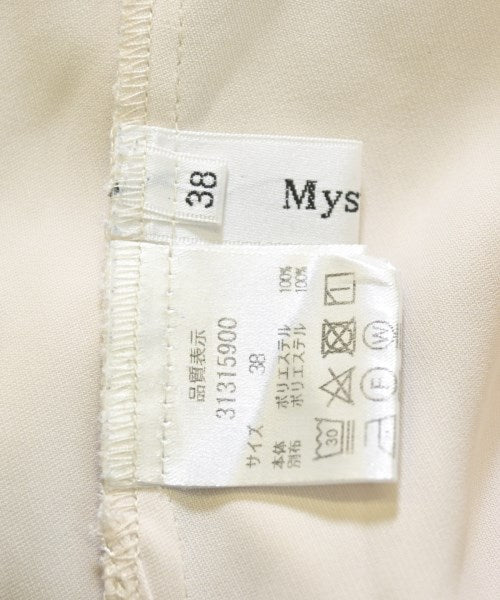 38
Mys
品質表示
31315900
サイズ 38
本体 ポリエステル 100%
別布 ポリエステル 100%
30
W
F